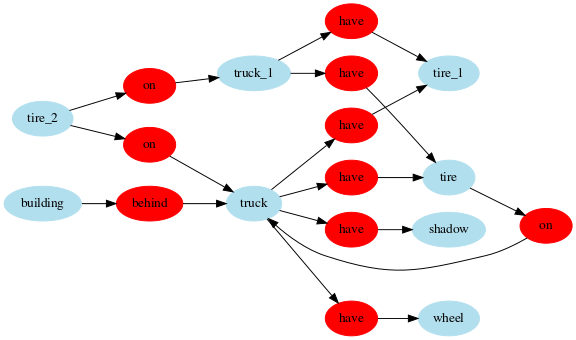 have
on
truck_1
have
tire_1
tire_2
have
on
have
tire
building
behind
truck
have
shadow
on
have
wheel